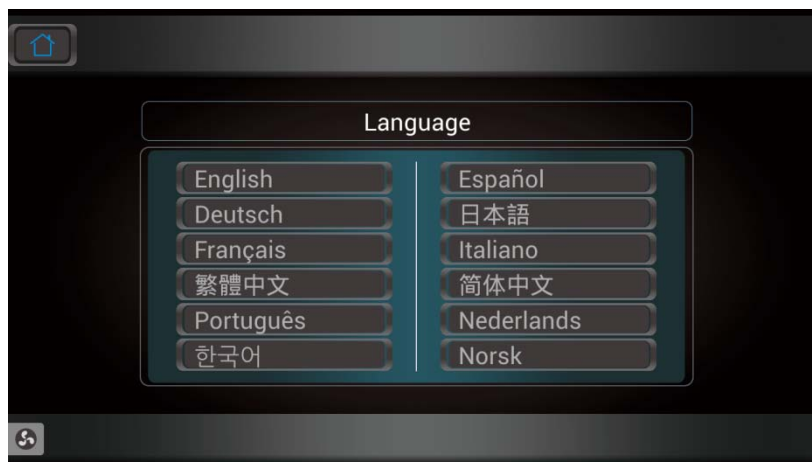 Language
English
Español
Deutsch
日本語
Français
Italiano
繁體中文
简体中文
Português
Nederlands
한국어
Norsk